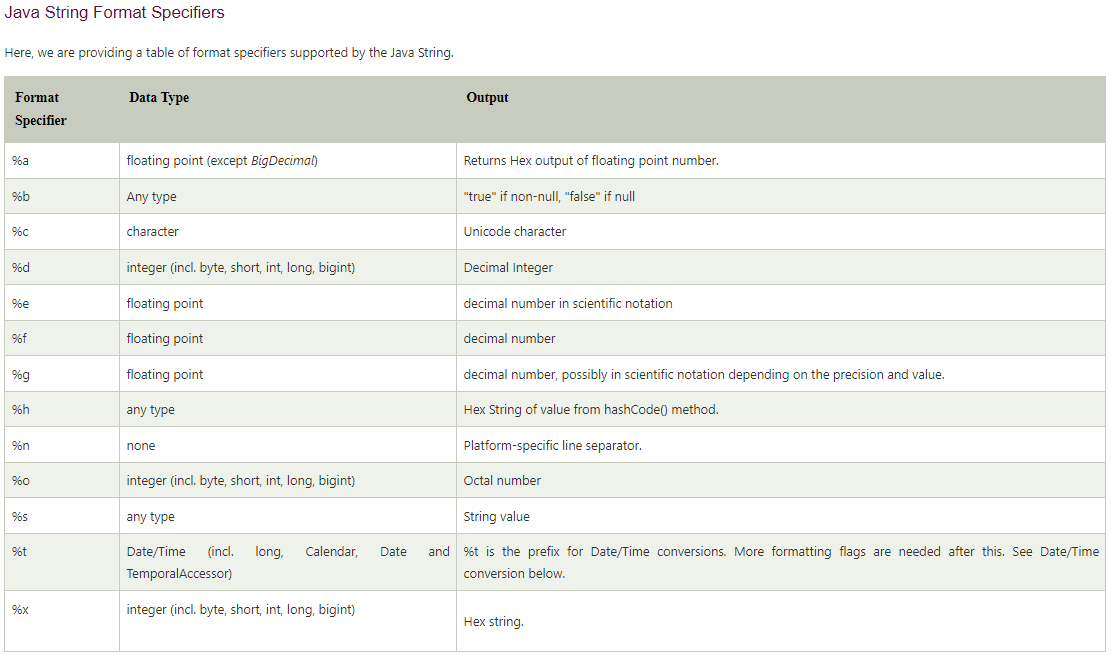 Java String Format Specifiers
Here, we are providing a table of format specifiers supported by the Java String.
Format Specifier Data Type Output
%a floating point (except BigDecimal) Returns Hex output of floating point number.
%b Any type "true" if non-null, "false" if null
%c character Unicode character
%d integer (incl. byte, short, int, long, bigint) Decimal Integer
%e floating point decimal number in scientific notation
%f floating point decimal number
%g floating point decimal number, possibly in scientific notation depending on the precision and value.
%h any type Hex String of value from hashCode() method.
%n none Platform-specific line separator.
%o integer (incl. byte, short, int, long, bigint) Octal number
%s any type String value
%t Date/Time (incl. long, Calendar, Date and TemporalAccessor) %t is the prefix for Date/Time conversions. More formatting flags are needed after this. See Date/Time conversion below.
%x integer (incl. byte, short, int, long, bigint) Hex string.